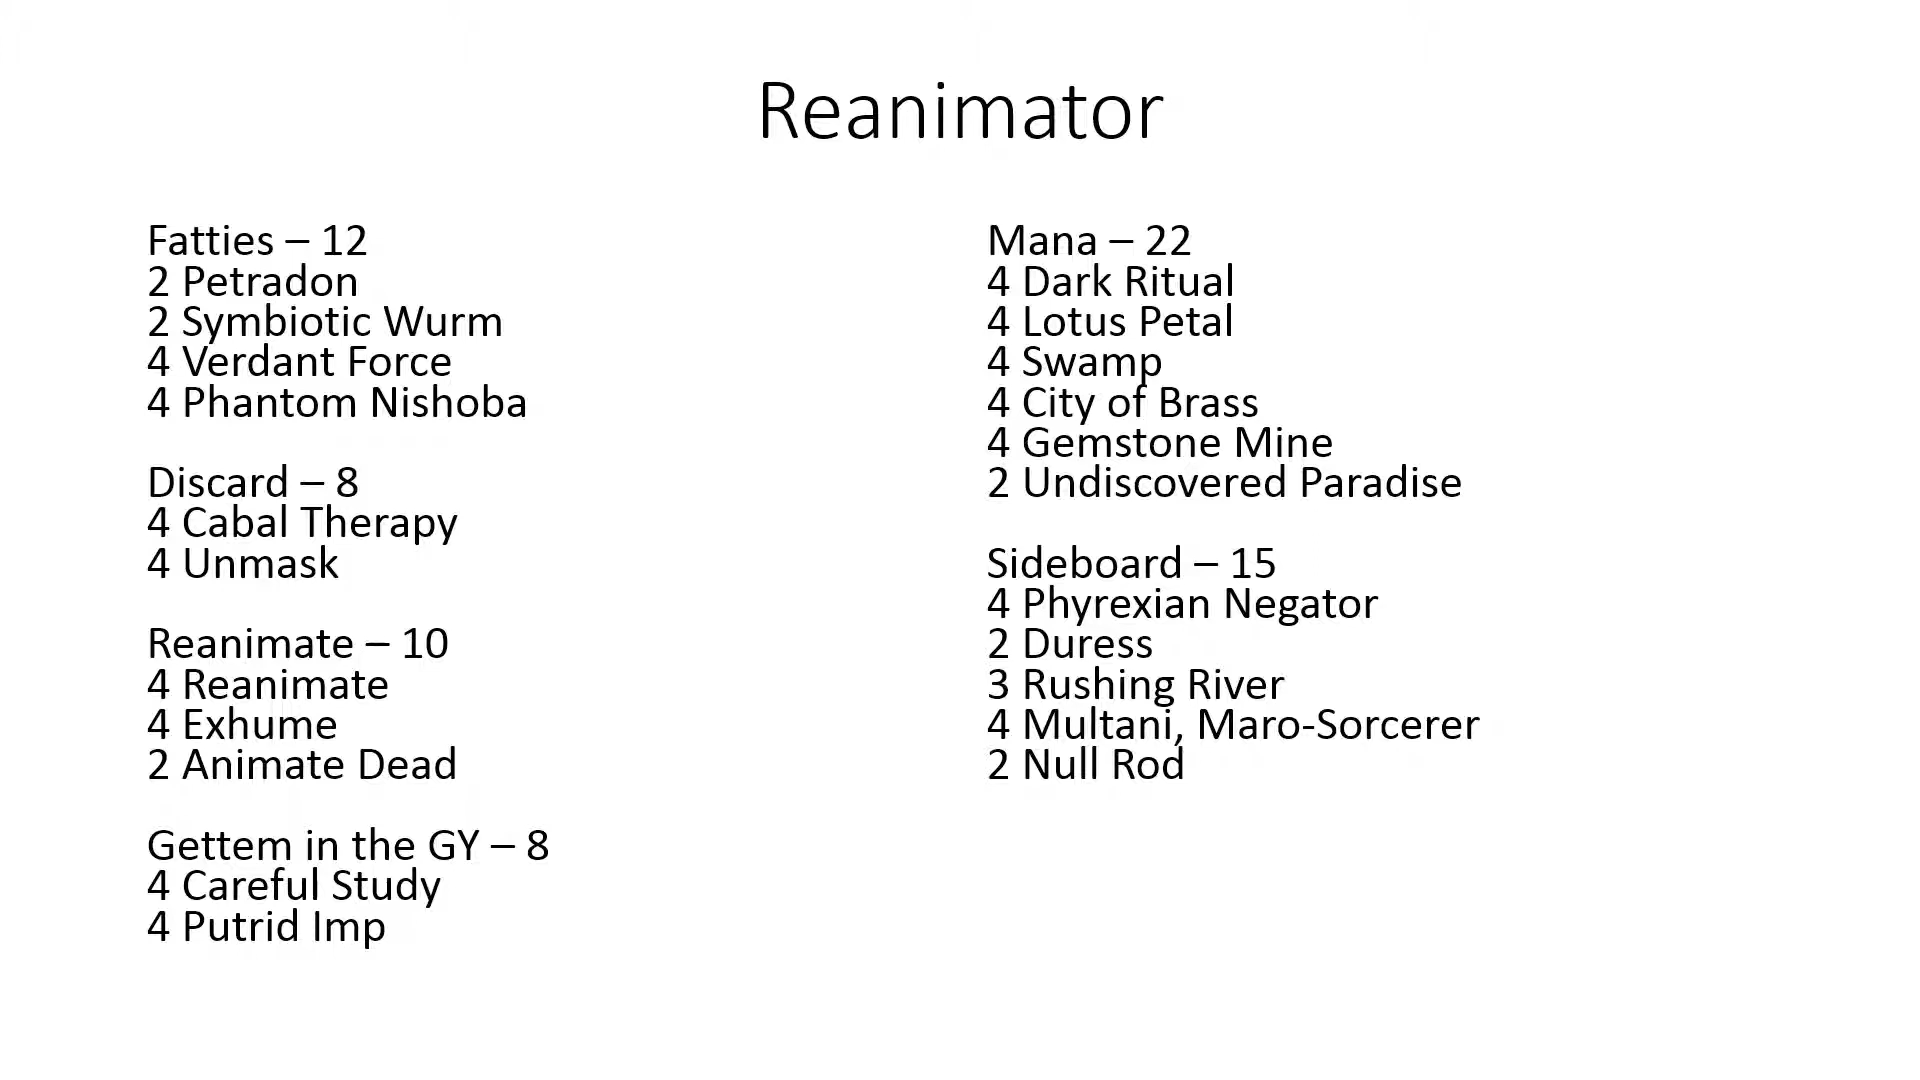 Reanimator
Fatties – 12
2 Petradon
2 Symbiotic Wurm
4 Verdant Force
4 Phantom Nishoba
Discard – 8
4 Cabal Therapy
4 Unmask
Reanimate – 10
4 Reanimate
4 Exhume
2 Animate Dead
Gettem in the GY – 8
4 Careful Study
4 Putrid Imp
Mana – 22
4 Dark Ritual
4 Lotus Petal
4 Swamp
4 City of Brass
4 Gemstone Mine
2 Undiscovered Paradise
Sideboard – 15
4 Phyrexian Negator
2 Duress
3 Rushing River
4 Multani, Maro-Sorcerer
2 Null Rod